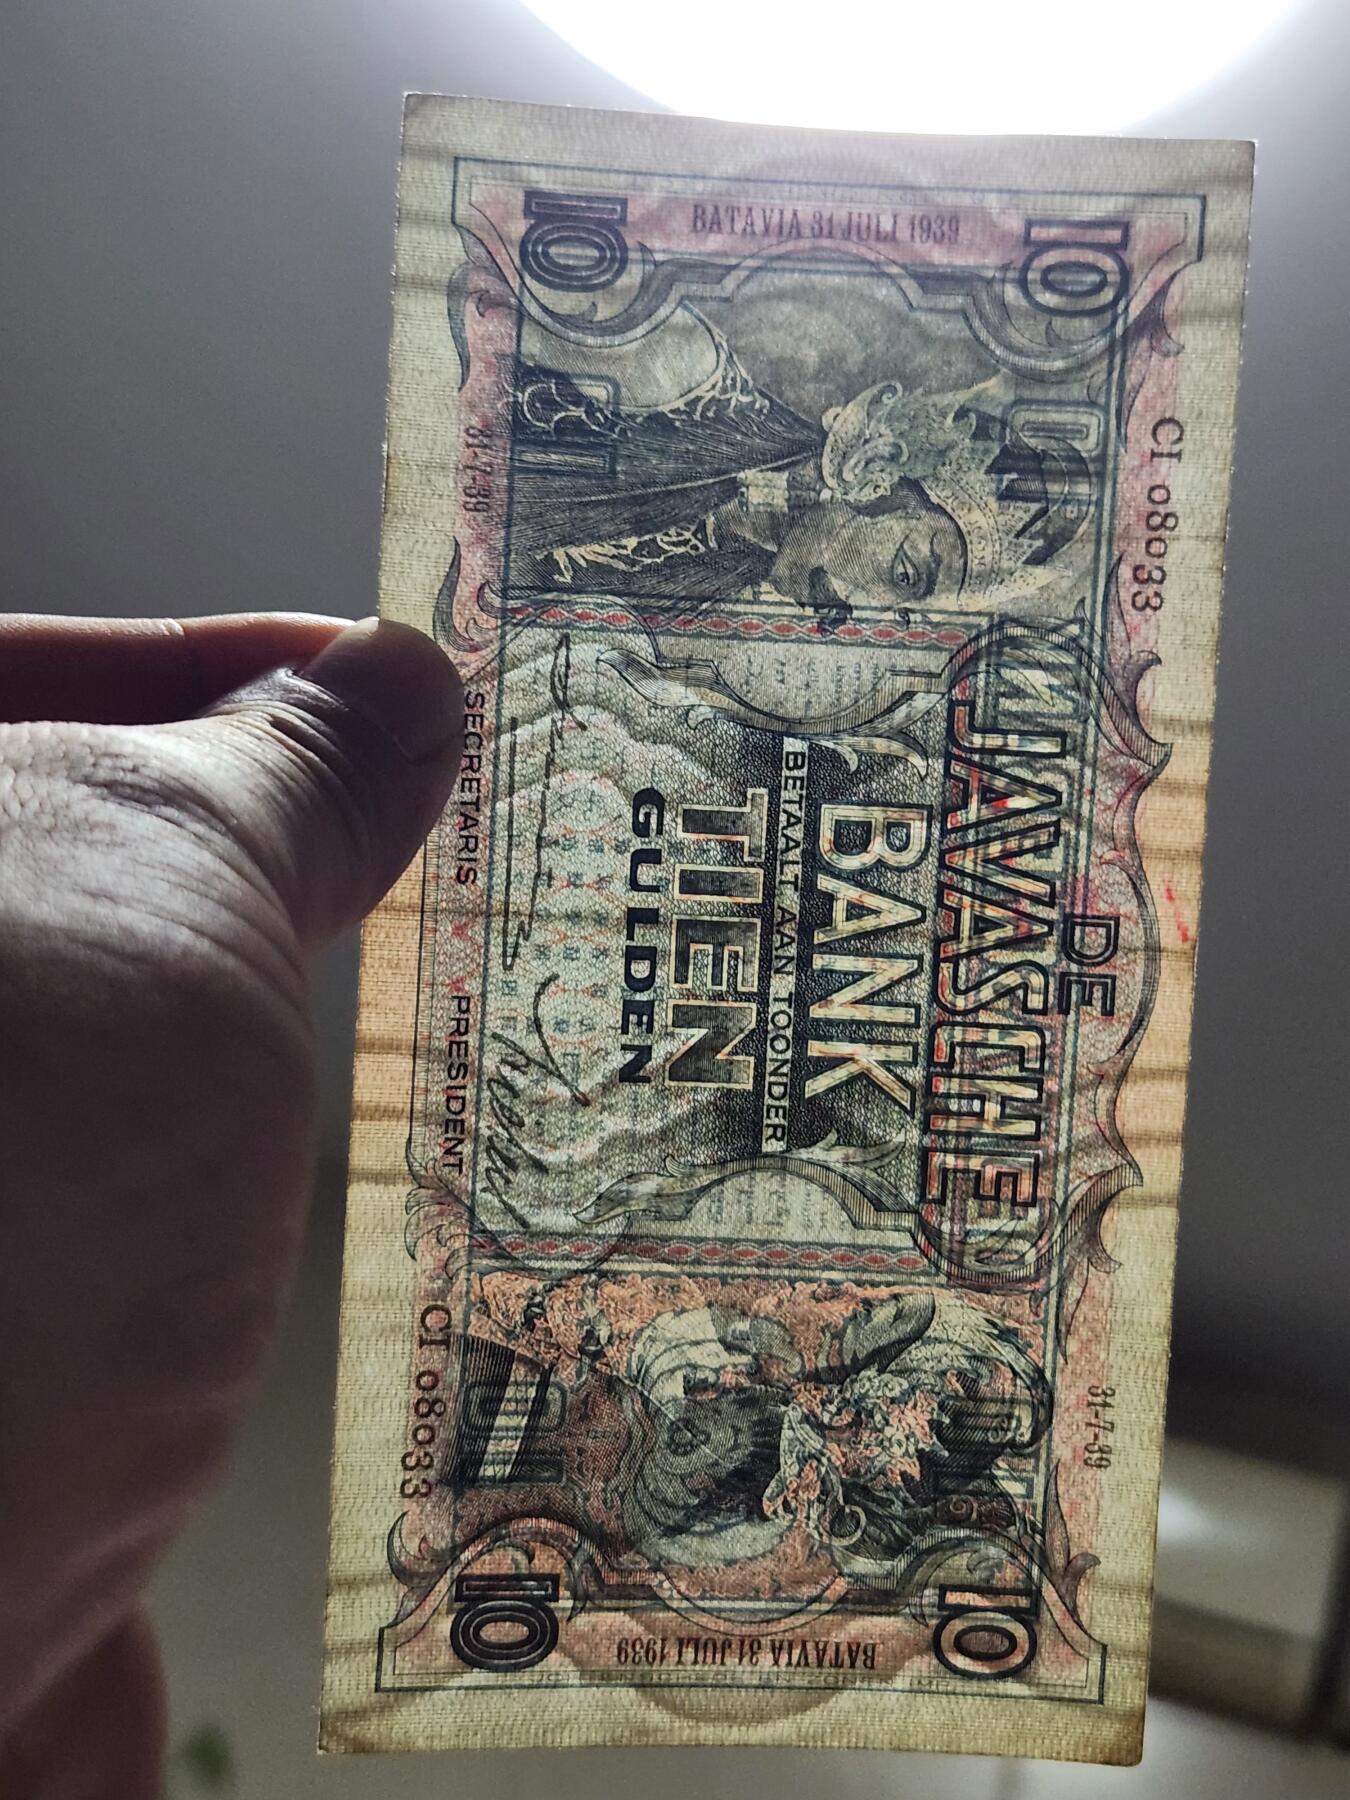 BATAVIA 31 JULI 1939
10
10
CI 08033
31-7-39
DE
JAVASCHE
BANK
BETAALT AAN TOONDER
TIEN
GULDEN
SECRETARIS
PRESIDENT
31-7-39
CI 08033
10
10
BATAVIA 31 JULI 1939